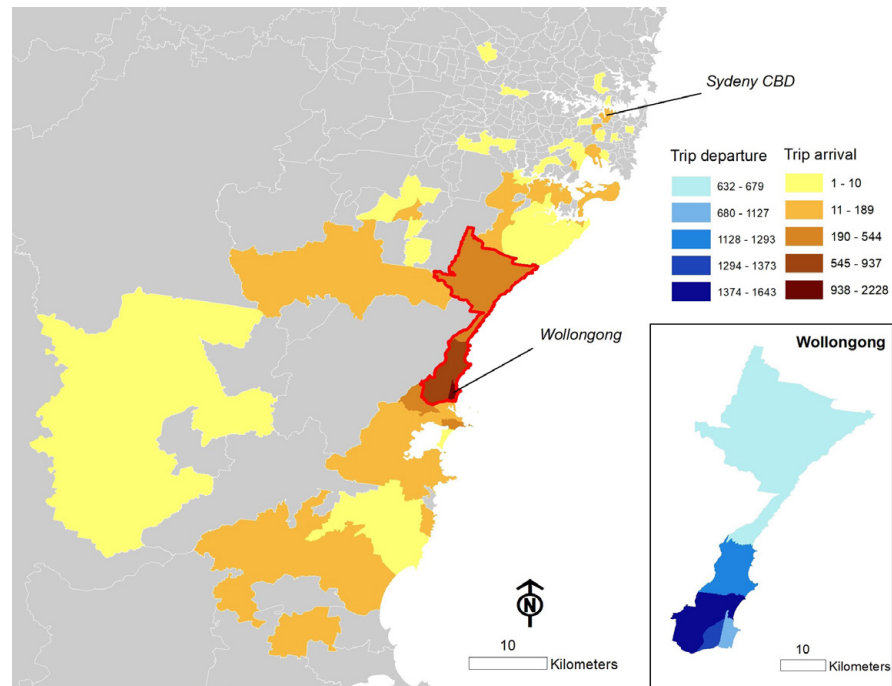 Sydeny CBD
Trip departure
Trip arrival
632 - 679
1 - 10
680 - 1127
11 - 189
1128 - 1293
190 - 544
1294 - 1373
545 - 937
1374 - 1643
938 - 2228
Wollongong
Wollongong
N
10
Kilometers
10
Kilometers